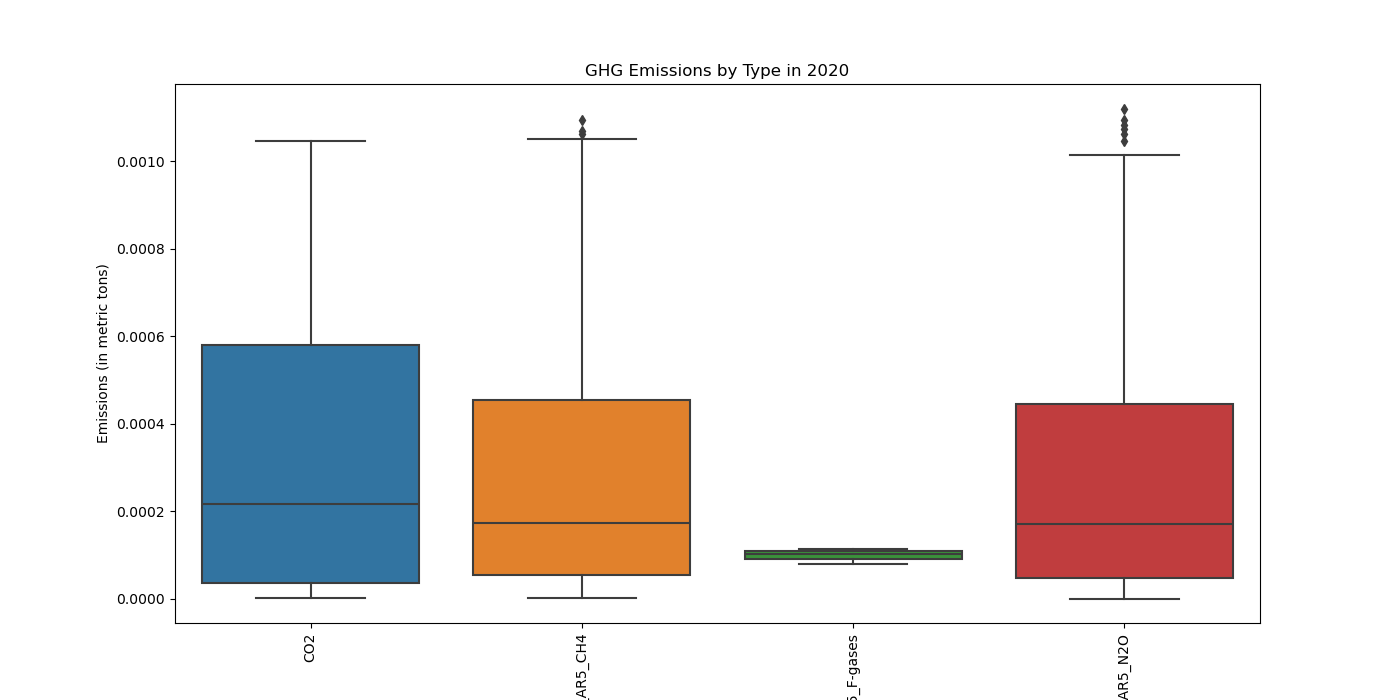 GHG Emissions by Type in 2020
Emissions (in metric tons)
0.0010
0.0008
0.0006
0.0004
0.0002
0.0000
CO2
AR5_CH4
5_F-gases
AR5_N2O